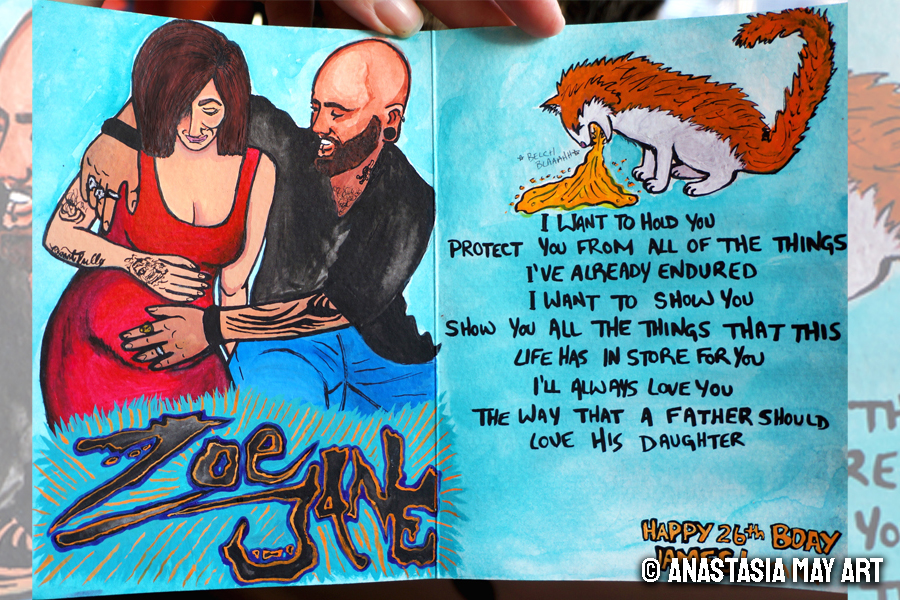 Zoe
JANE
★ BELCH
BLAAAHH ★
I WANT TO HOLD YOU
PROTECT YOU FROM ALL OF THE THINGS
I'VE ALREADY ENDURED
I WANT TO SHOW YOU
SHOW YOU ALL THE THINGS THAT THIS
LIFE HAS IN STORE FOR YOU
I'LL ALWAYS LOVE YOU
THE WAY THAT A FATHER SHOULD
LOVE HIS DAUGHTER
HAPPY 26th BDAY
JAMES!
© ANASTASIA MAY ART